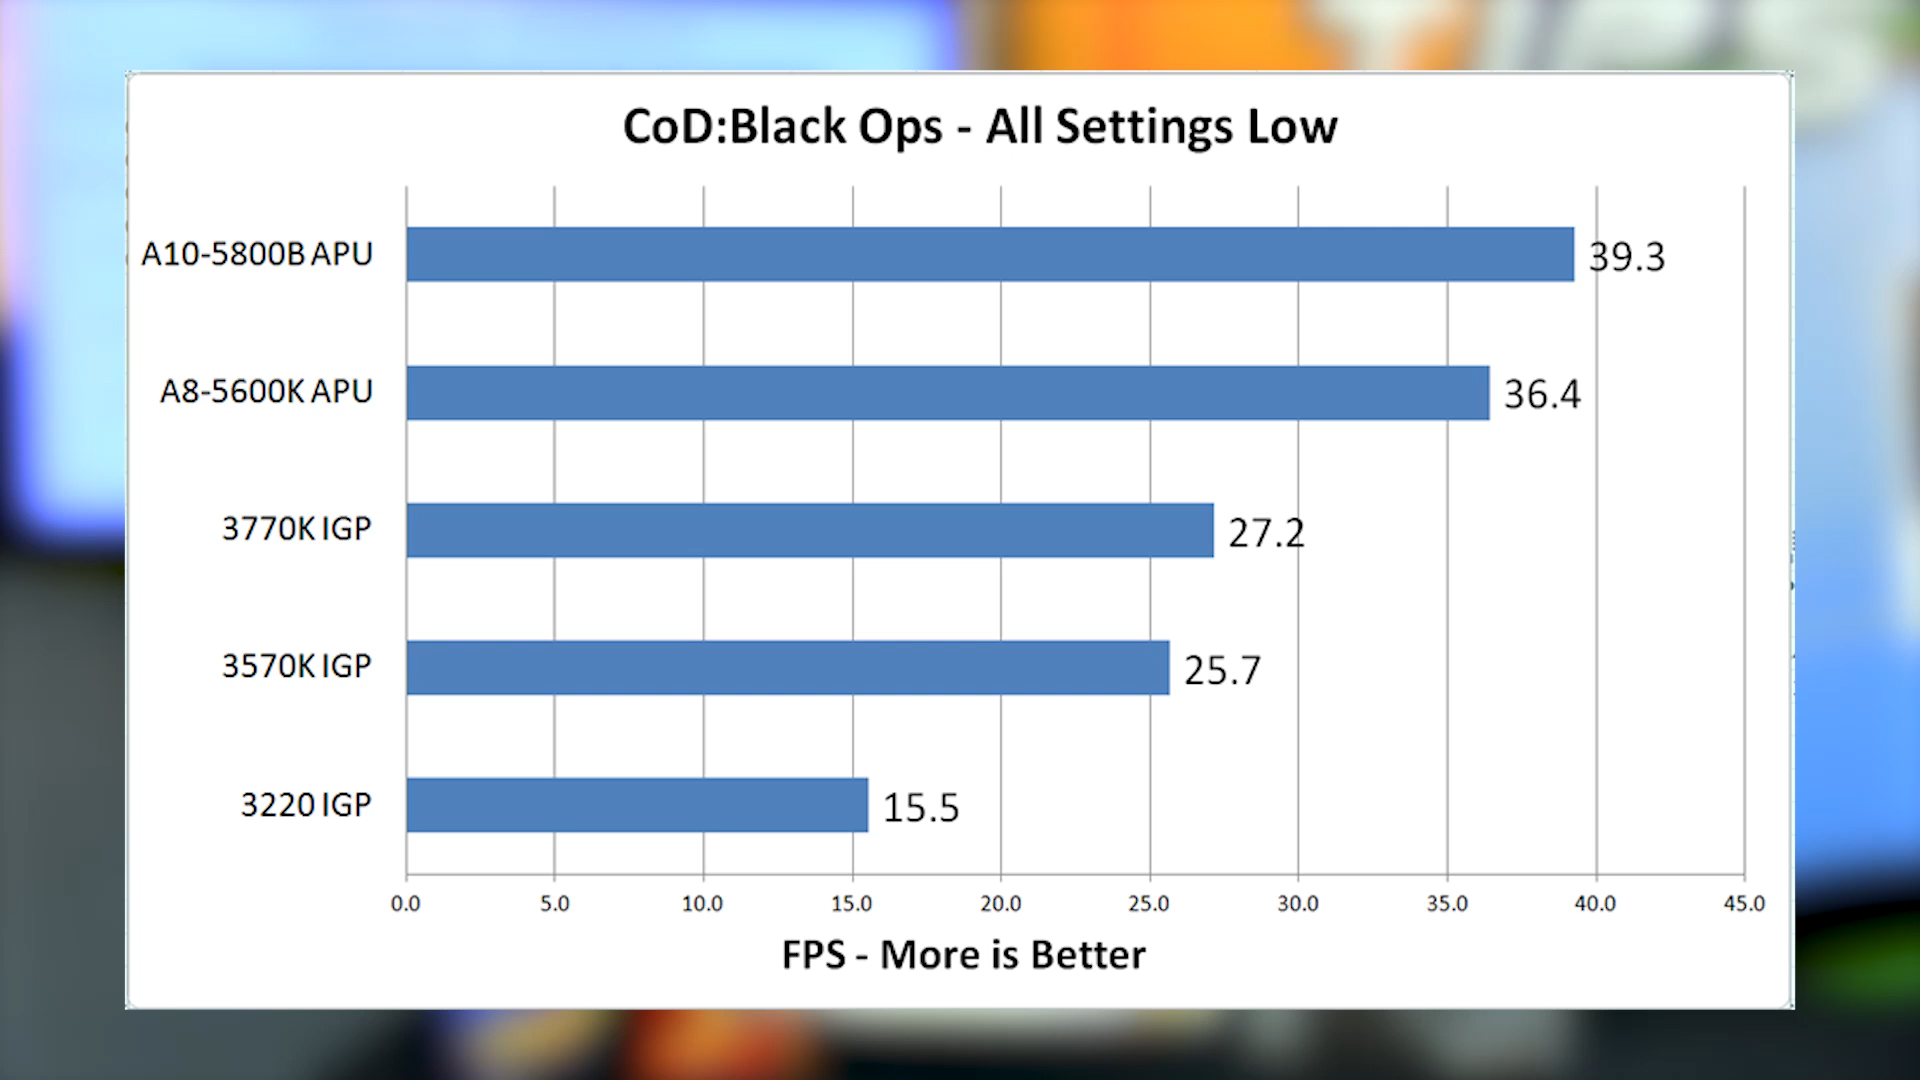 CoD:Black Ops - All Settings Low
A10-5800B APU
39.3
A8-5600K APU
36.4
3770K IGP
27.2
3570K IGP
25.7
3220 IGP
15.5
0.0 5.0 10.0 15.0 20.0 25.0 30.0 35.0 40.0 45.0
FPS - More is Better